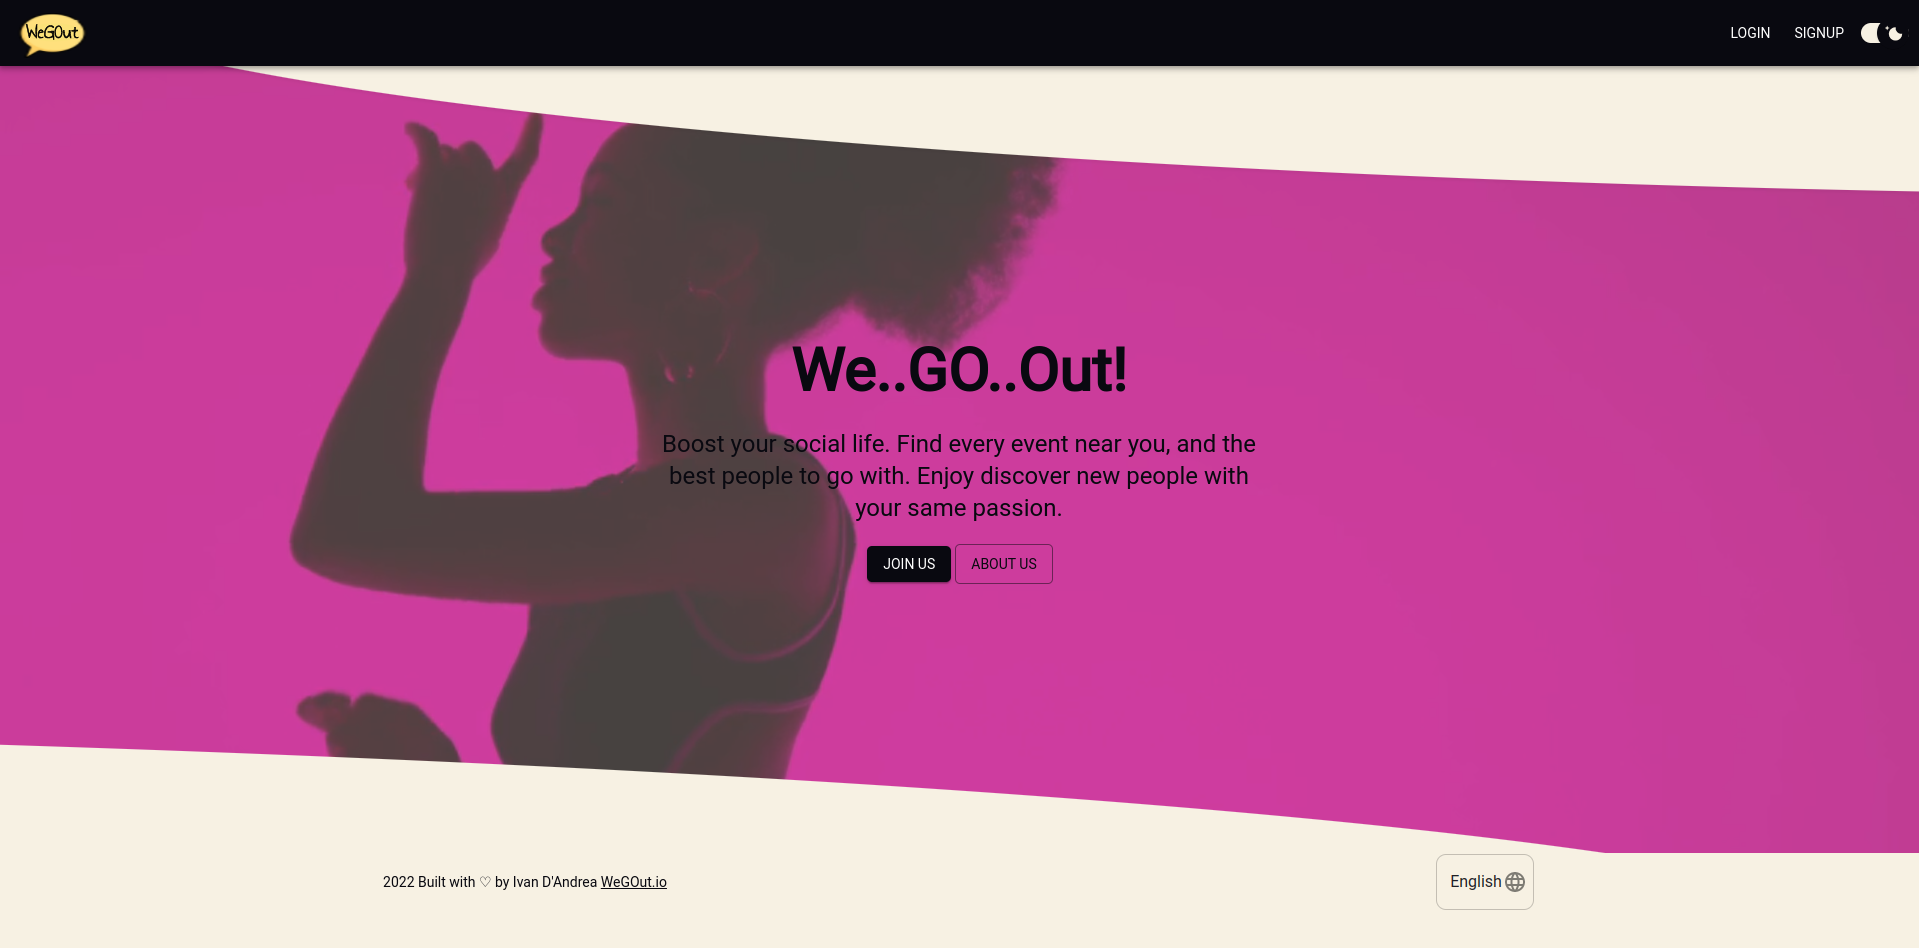 WeGOut
LOGIN
SIGNUP
We..GO..Out!
Boost your social life. Find every event near you, and the
best people to go with. Enjoy discover new people with
your same passion.
JOIN US
ABOUT US
2022 Built with ♡ by Ivan D'Andrea WeGOut.io
English